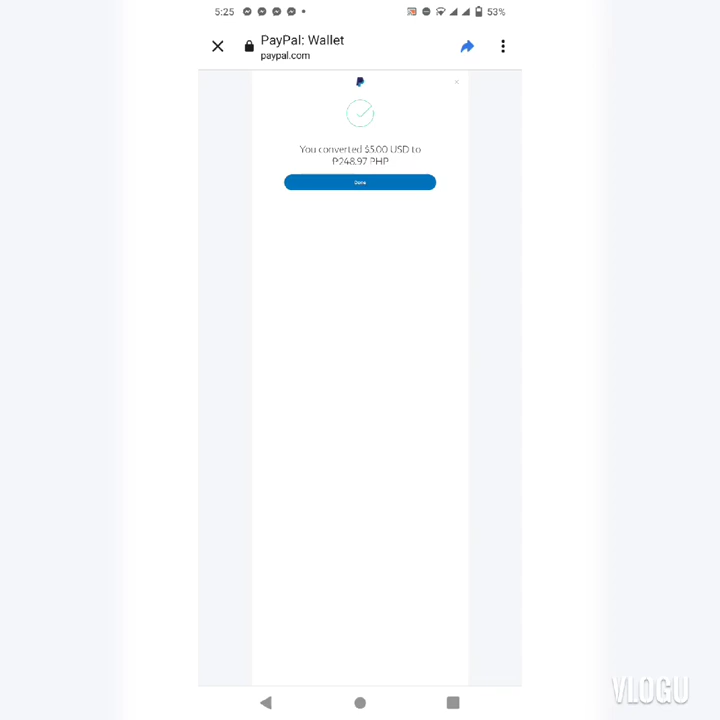 5:25
53%
PayPal: Wallet
paypal.com
You converted $5.00 USD to
₱248.97 PHP
Done
VLOGU